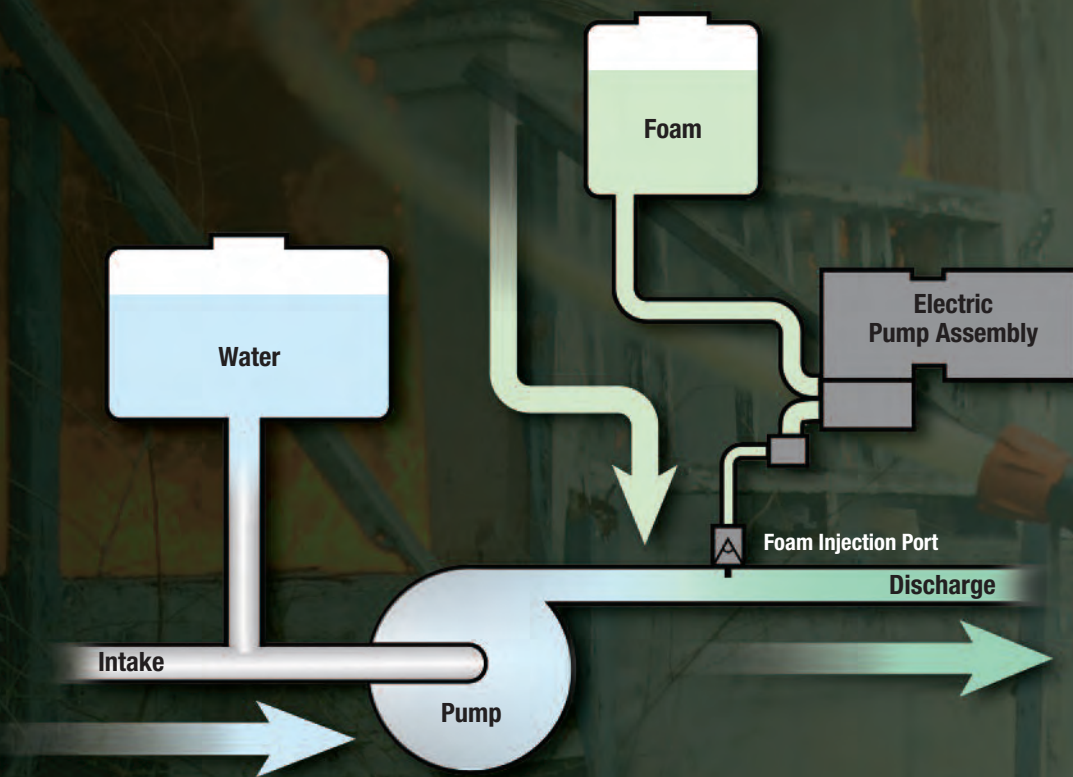 Foam
Water
Electric
Pump Assembly
Foam Injection Port
Discharge
Intake
Pump